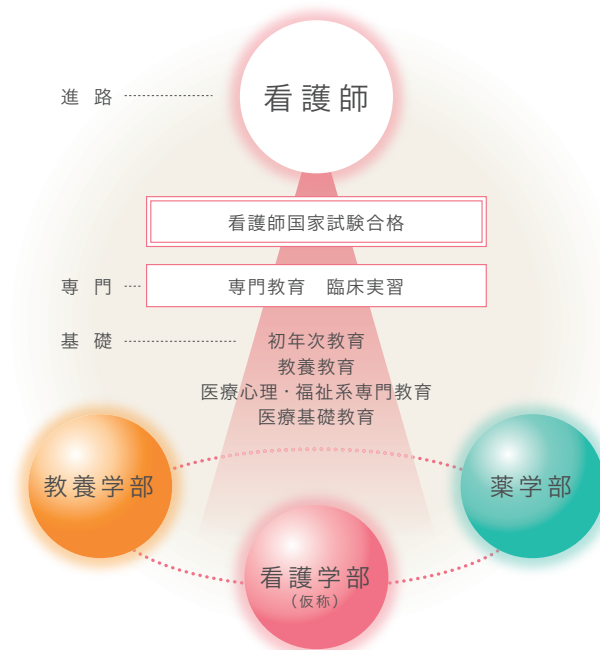 看護師
進路
看護師国家試験合格
専門
専門教育　臨床実習
基礎
初年次教育
教養教育
医療心理・福祉系専門教育
医療基礎教育
教養学部
薬学部
看護学部
（仮称）